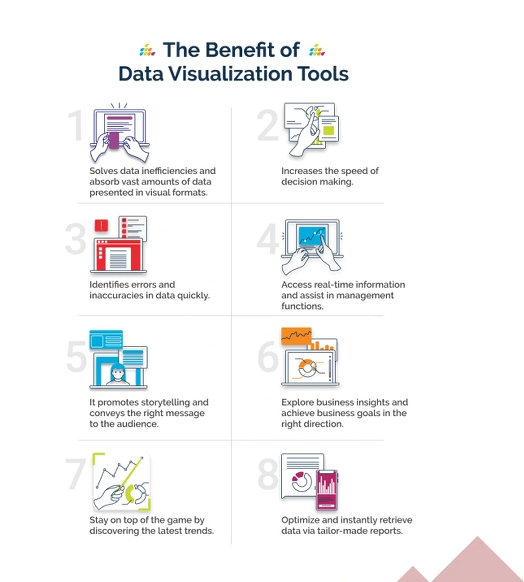 The Benefit of
Data Visualization Tools
1
Solves data inefficiencies and
absorb vast amounts of data
presented in visual formats.
2
Increases the speed of
decision making.
3
Identifies errors and
inaccuracies in data quickly.
4
Access real-time information
and assist in management
functions.
5
It promotes storytelling and
conveys the right message
to the audience.
6
Explore business insights and
achieve business goals in the
right direction.
7
Stay on top of the game by
discovering the latest trends.
8
Optimize and instantly retrieve
data via tailor-made reports.